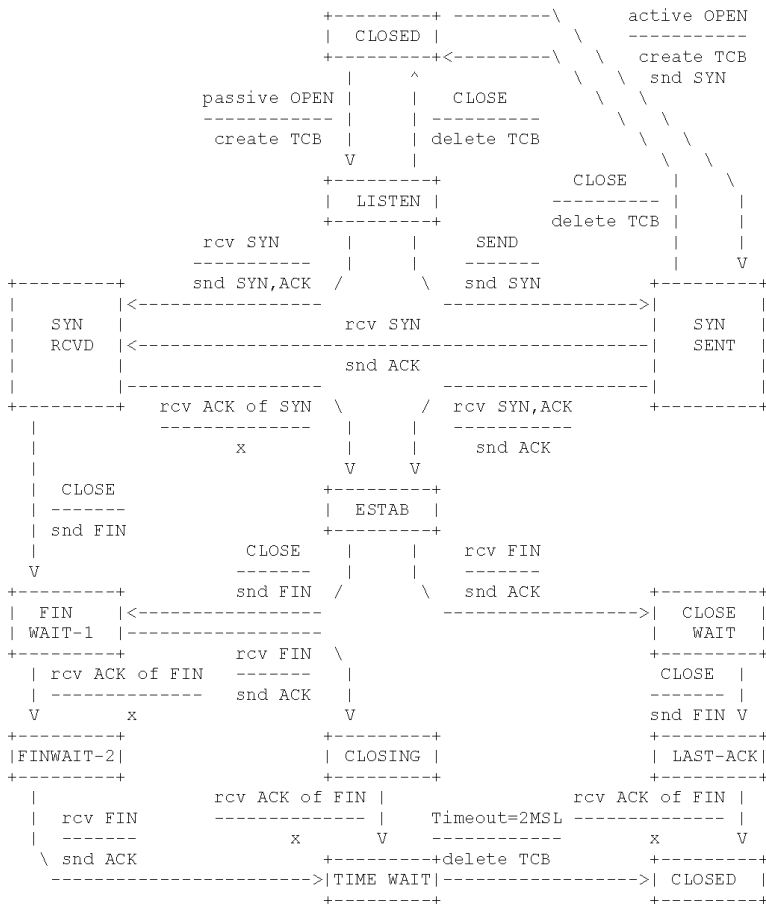 +---------+ ---------\ active OPEN
| CLOSED | \ -----------
+---------+<---------\ \ create TCB
| ^ \ \ snd SYN
passive OPEN | | CLOSE \ \
------------ | | ---------- \ \
create TCB | | delete TCB \ \
V | \ \
+---------+ CLOSE | \
| LISTEN | ---------- | |
+---------+ delete TCB | |
rcv SYN | | SEND | |
----------- | | ------- | V
+---------+ snd SYN,ACK / \ snd SYN +---------+
| |<----------------- ------------------>| |
| SYN | rcv SYN | SYN |
| RCVD |<-----------------------------------------------| SENT |
| | snd ACK | |
| |------------------ -------------------| |
+---------+ rcv ACK of SYN \ / rcv SYN,ACK +---------+
| -------------- | | -----------
| x | | snd ACK
| V V
| CLOSE +---------+
| ------- | ESTAB |
| snd FIN +---------+
| CLOSE | | rcv FIN
V ------- | | -------
+---------+ snd FIN / \ snd ACK +---------+
| FIN |<----------------- ------------------>| CLOSE |
| WAIT-1 |------------------ | WAIT |
+---------+ rcv FIN \ +---------+
| rcv ACK of FIN ------- | CLOSE |
| -------------- snd ACK | ------- |
V x V snd FIN V
+---------+ +---------+ +---------+
|FINWAIT-2| | CLOSING | | LAST-ACK|
+---------+ +---------+ +---------+
| rcv ACK of FIN | rcv ACK of FIN |
| rcv FIN -------------- | Timeout=2MSL -------------- |
| ------- x V ------------ x V
\ snd ACK +---------+delete TCB +---------+
------------------------>|TIME WAIT|------------------>| CLOSED |
+---------+ +---------+